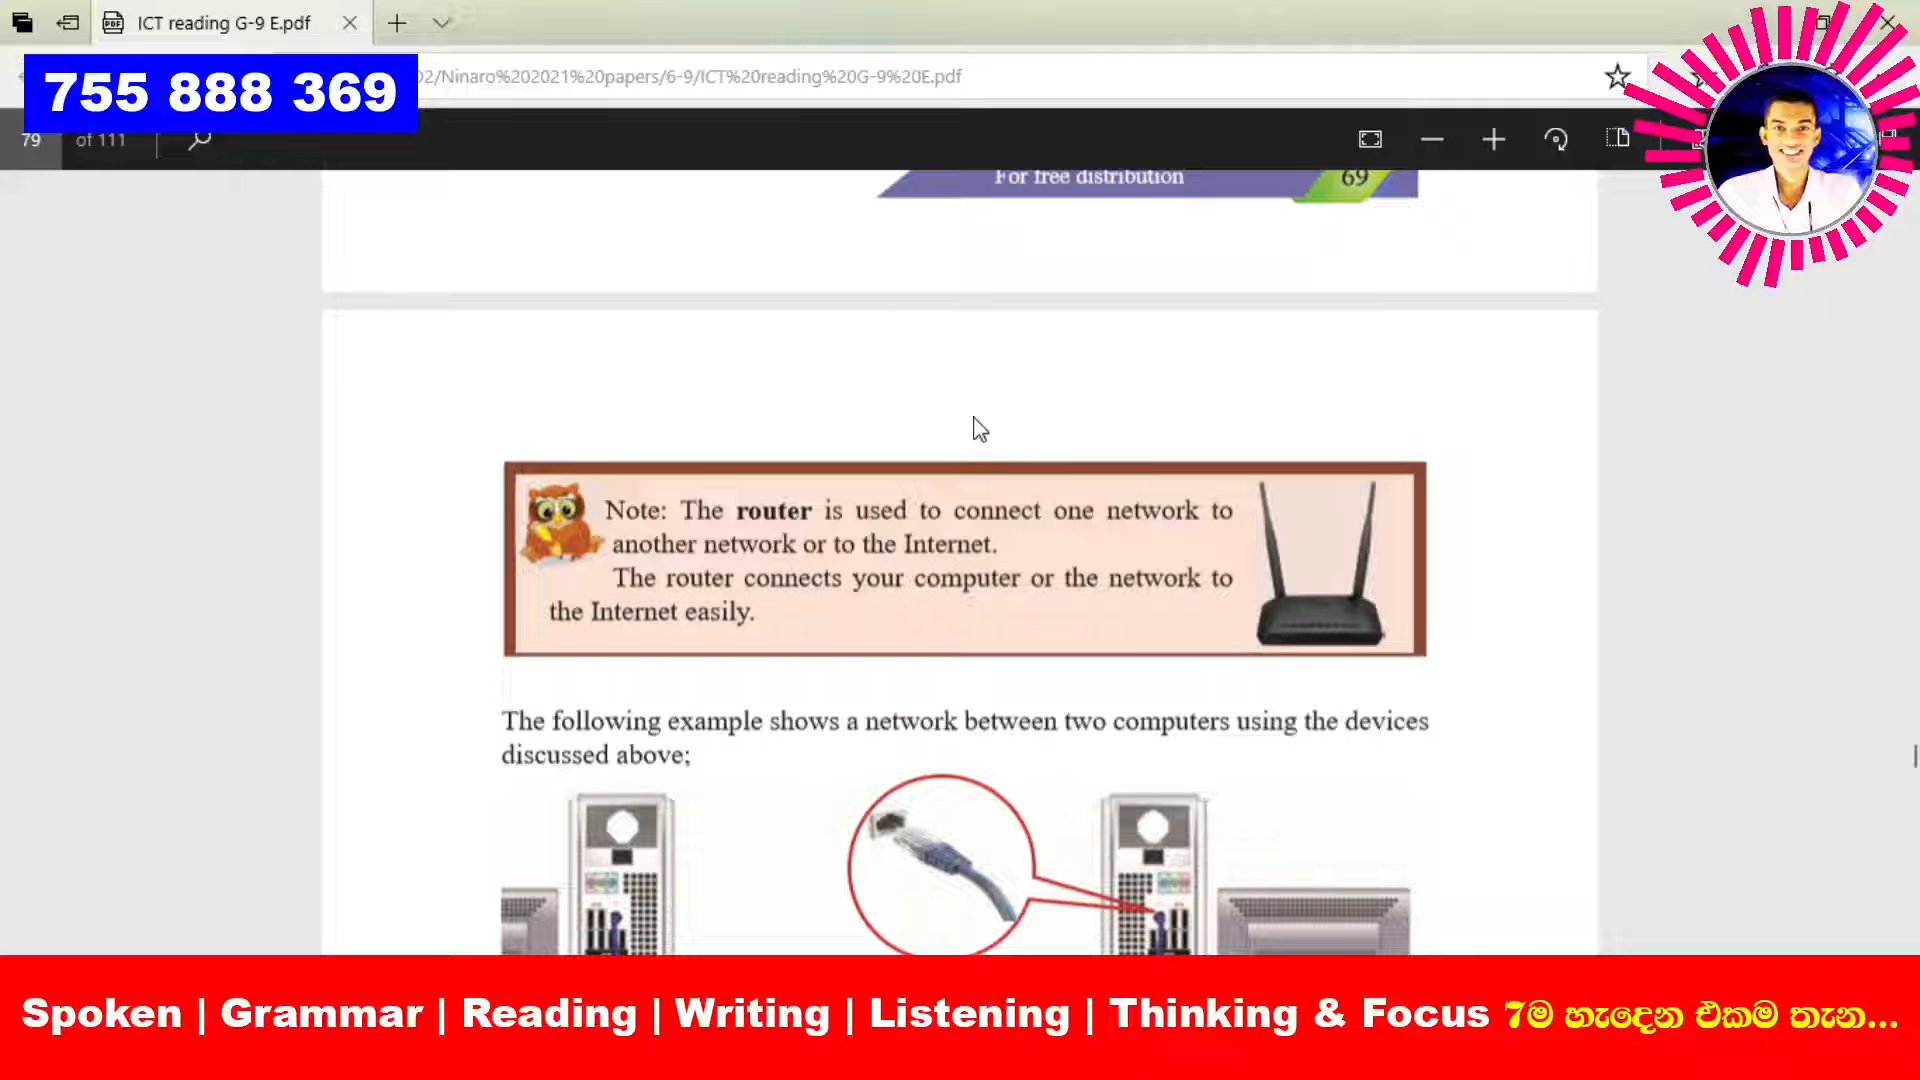 ICT reading G-9 E.pdf
755 888 369
02/Ninaro%202021%20papers/6-9/ICT%20reading%20G-9%20E.pdf
79 of 111
For free distribution 69
Note: The router is used to connect one network to
another network or to the Internet.
The router connects your computer or the network to
the Internet easily.
The following example shows a network between two computers using the devices
discussed above;
Spoken | Grammar | Reading | Writing | Listening | Thinking & Focus 7ම හැදෙන එකම තැන...